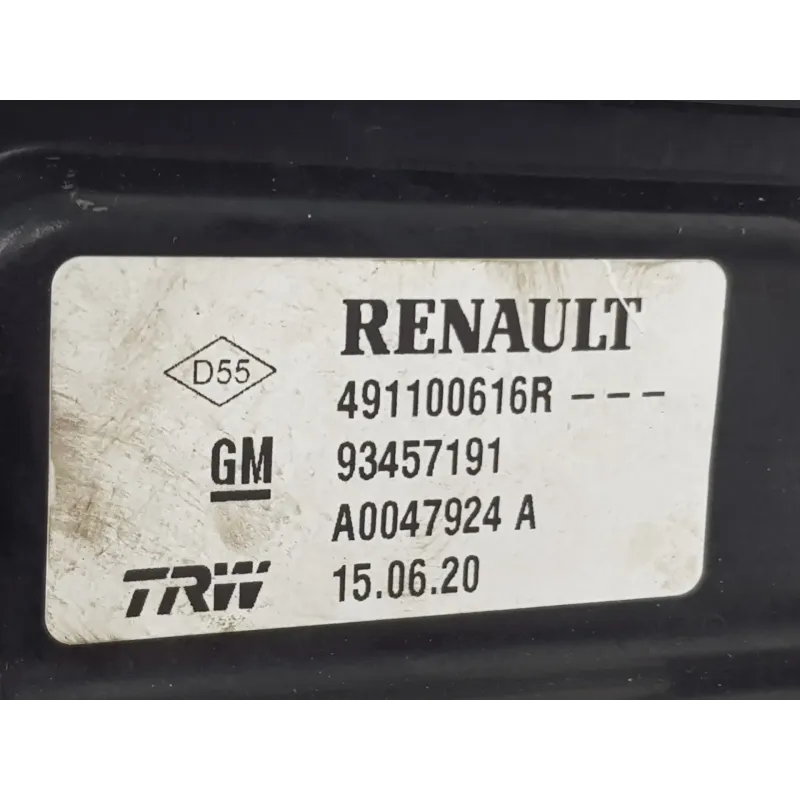 RENAULT
D55
491100616R ---
GM 93457191
A0047924 A
TRW 15.06.20